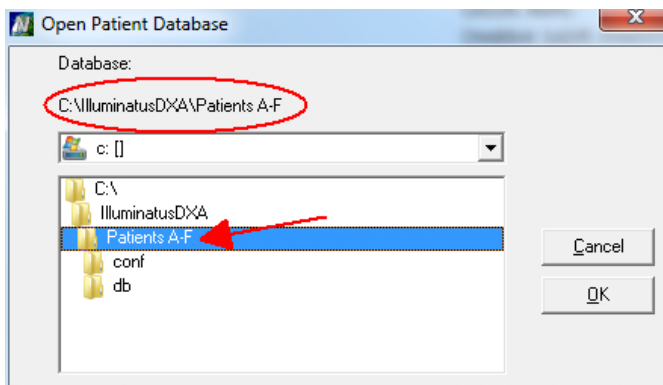 Open Patient Database
Database:
C:\IlluminatusDXA\Patients A-F
c: []
C:\
IlluminatusDXA
Patients A-F
conf
db
Cancel
OK